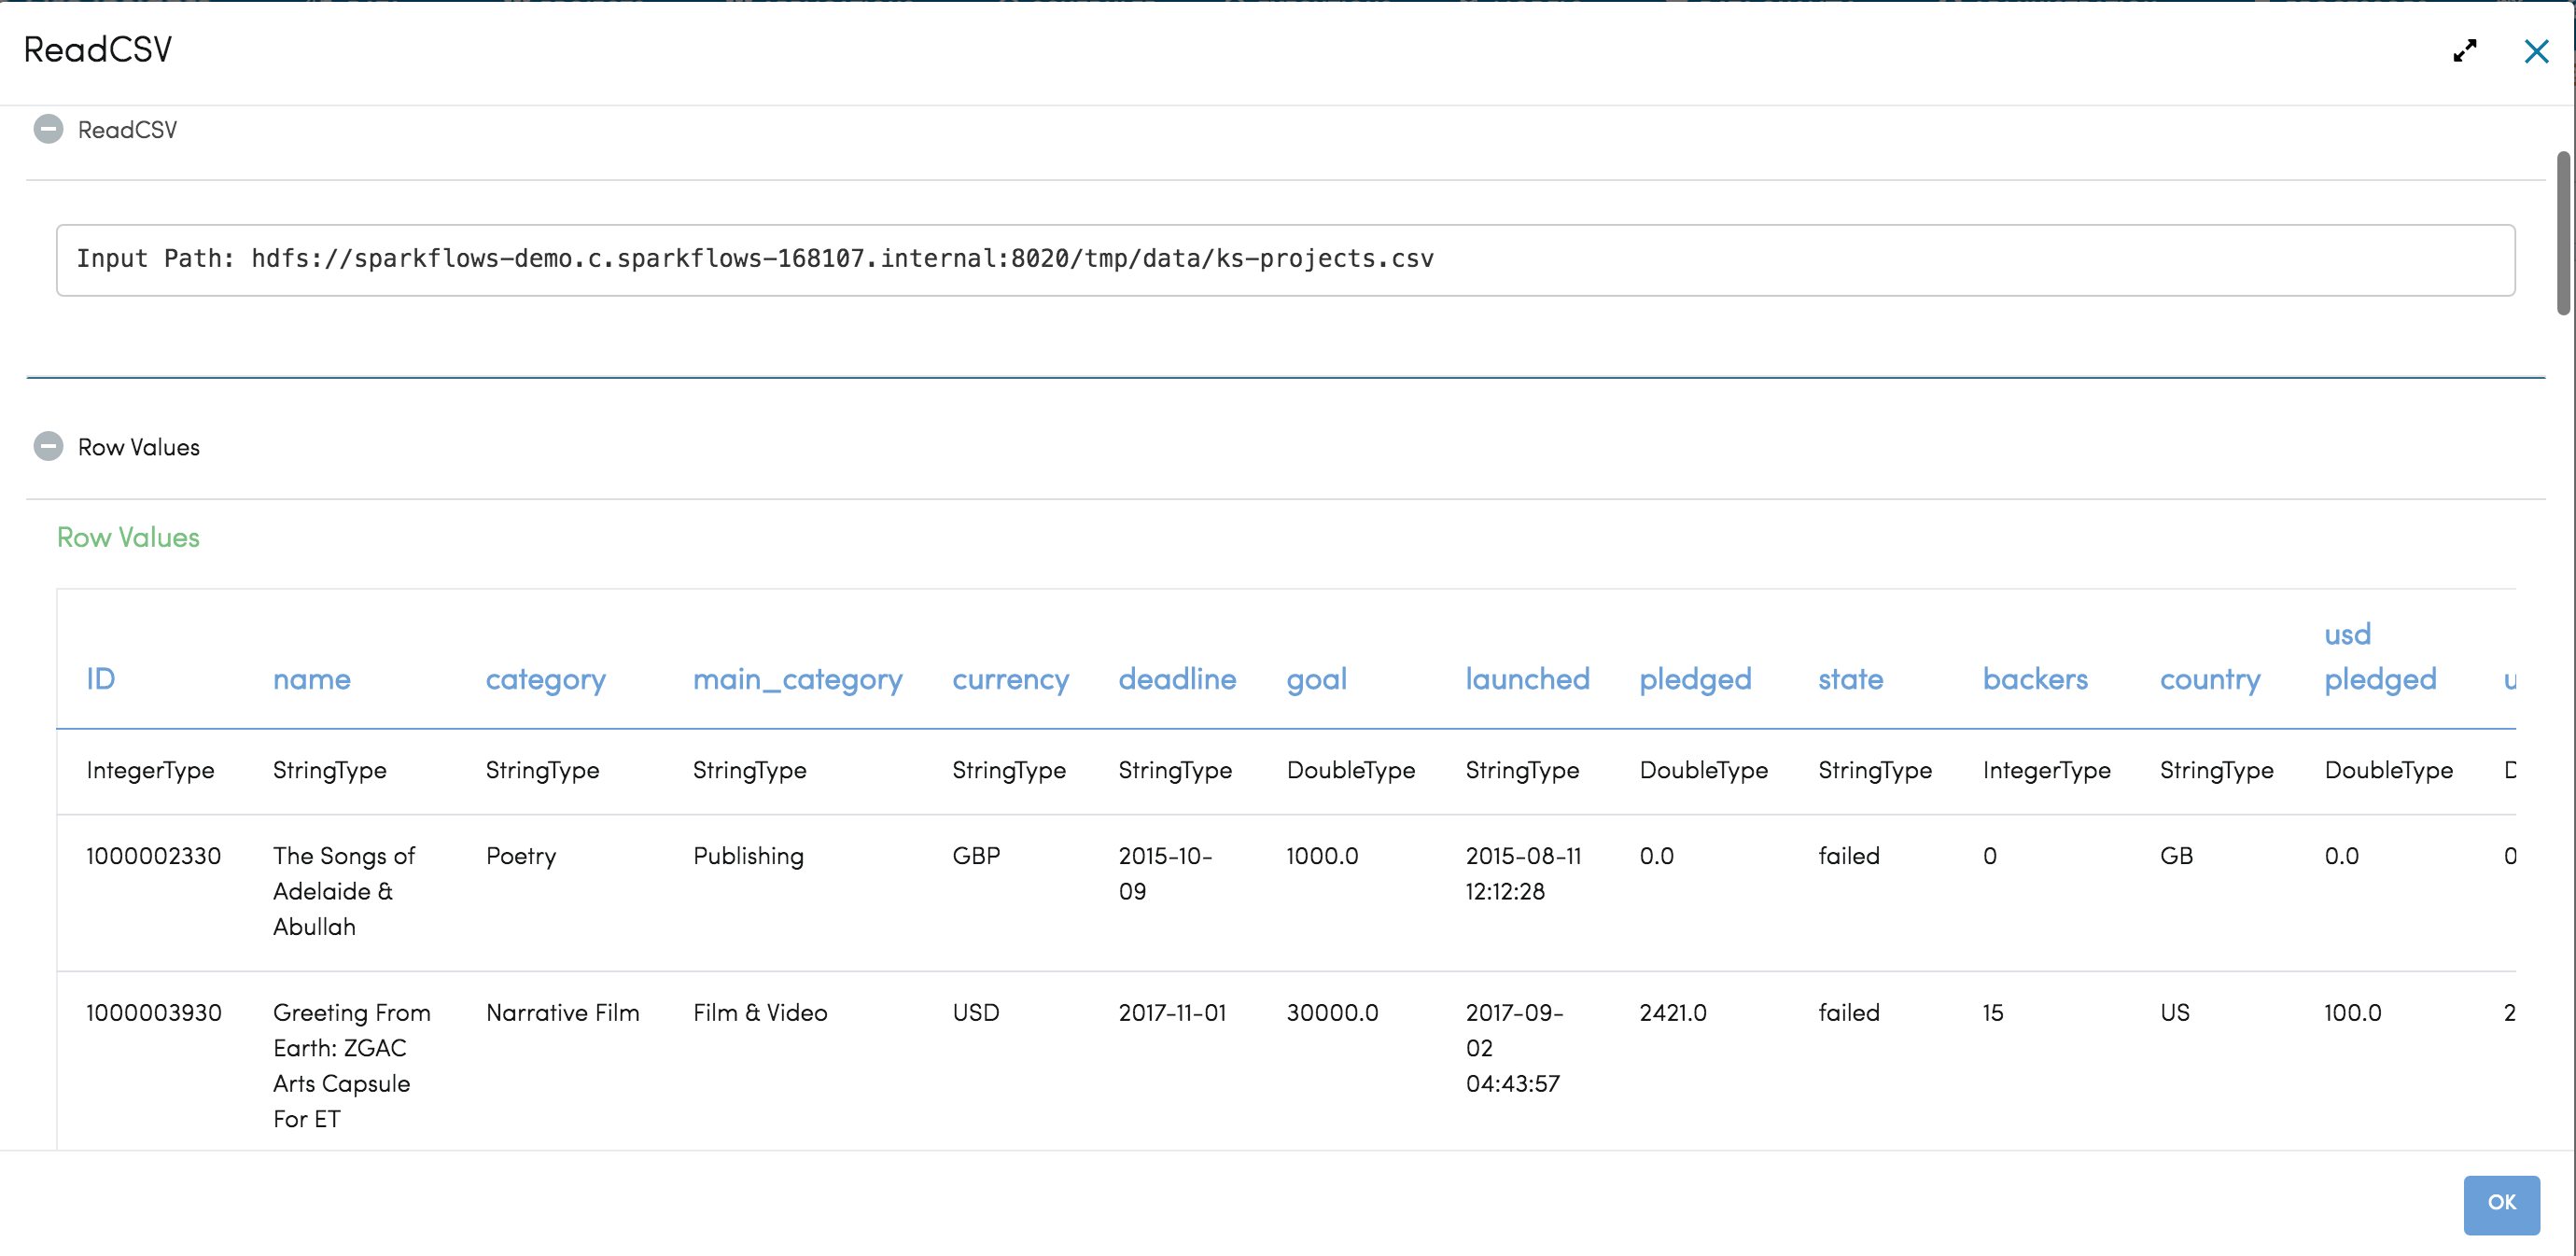 ReadCSV
ReadCSV
Input Path: hdfs://sparkflows-demo.c.sparkflows-168107.internal:8020/tmp/data/ks-projects.csv
Row Values
Row Values
ID name category main_category currency deadline goal launched pledged state backers country usd pledged u
IntegerType StringType StringType StringType StringType StringType DoubleType StringType DoubleType StringType IntegerType StringType DoubleType D
1000002330 The Songs of Poetry Publishing GBP 2015-10- 1000.0 2015-08-11 0.0 failed 0 GB 0.0 0
Adelaide & 09 12:12:28
Abullah
1000003930 Greeting From Narrative Film Film & Video USD 2017-11-01 30000.0 2017-09- 2421.0 failed 15 US 100.0 2
Earth: ZGAC 02
Arts Capsule 04:43:57
For ET
OK